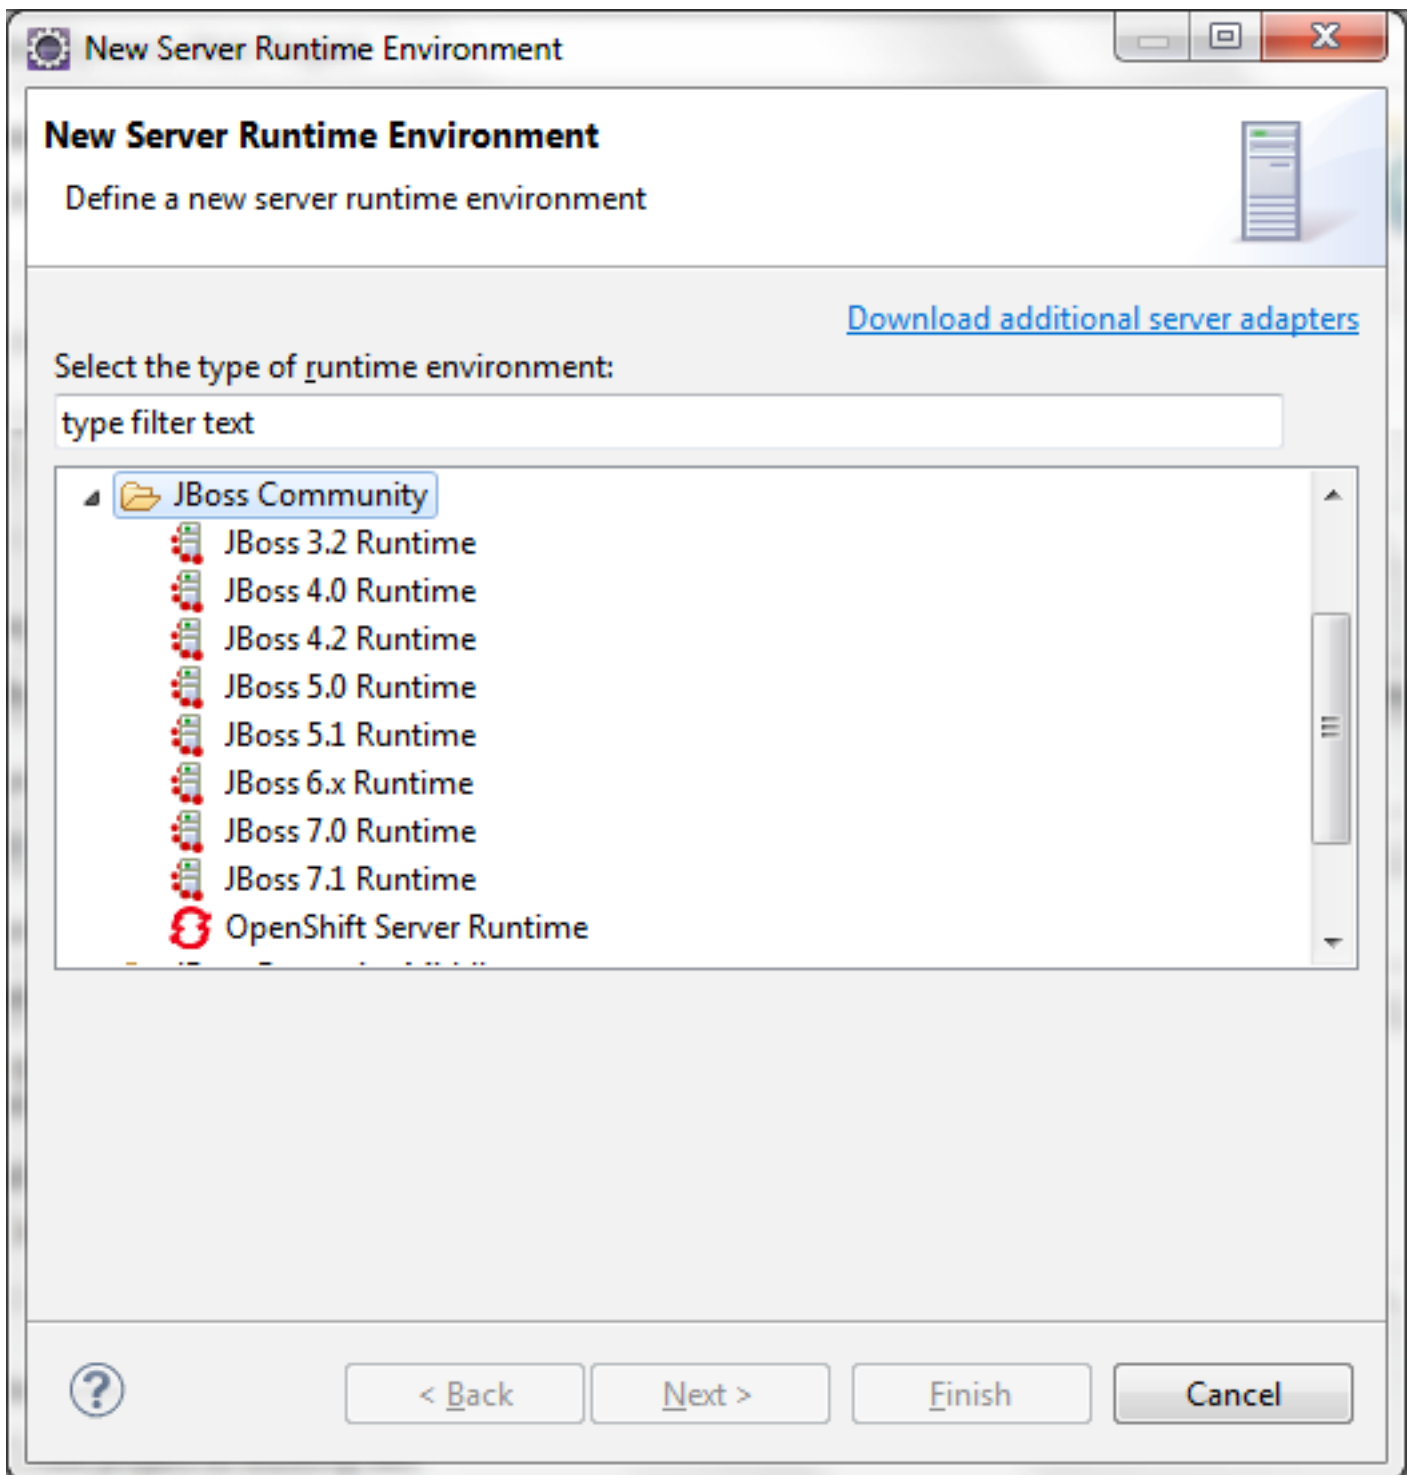 New Server Runtime Environment
New Server Runtime Environment
Define a new server runtime environment
Download additional server adapters
Select the type of runtime environment:
type filter text
JBoss Community
JBoss 3.2 Runtime
JBoss 4.0 Runtime
JBoss 4.2 Runtime
JBoss 5.0 Runtime
JBoss 5.1 Runtime
JBoss 6.x Runtime
JBoss 7.0 Runtime
JBoss 7.1 Runtime
OpenShift Server Runtime
< Back Next > Finish Cancel